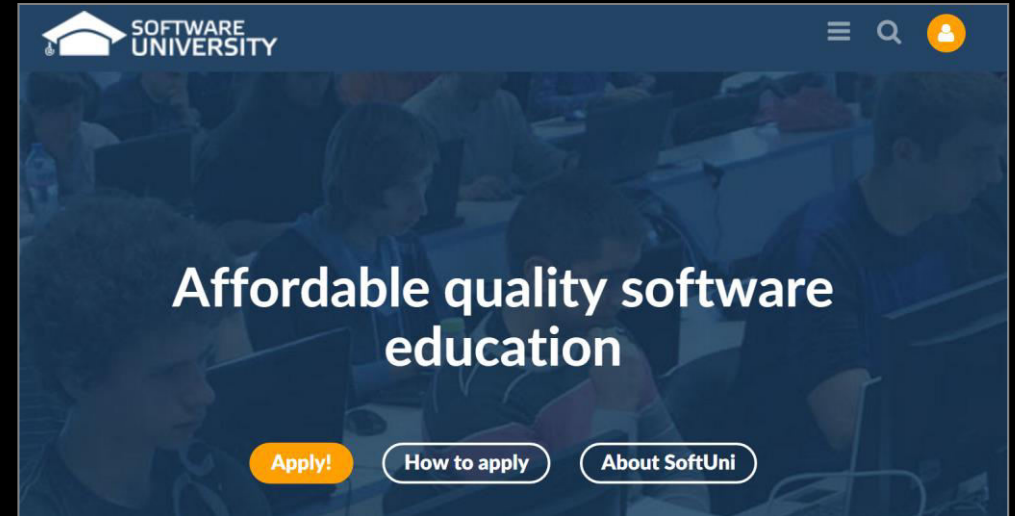 SOFTWARE
UNIVERSITY
Affordable quality software
education
Apply!
How to apply
About SoftUni